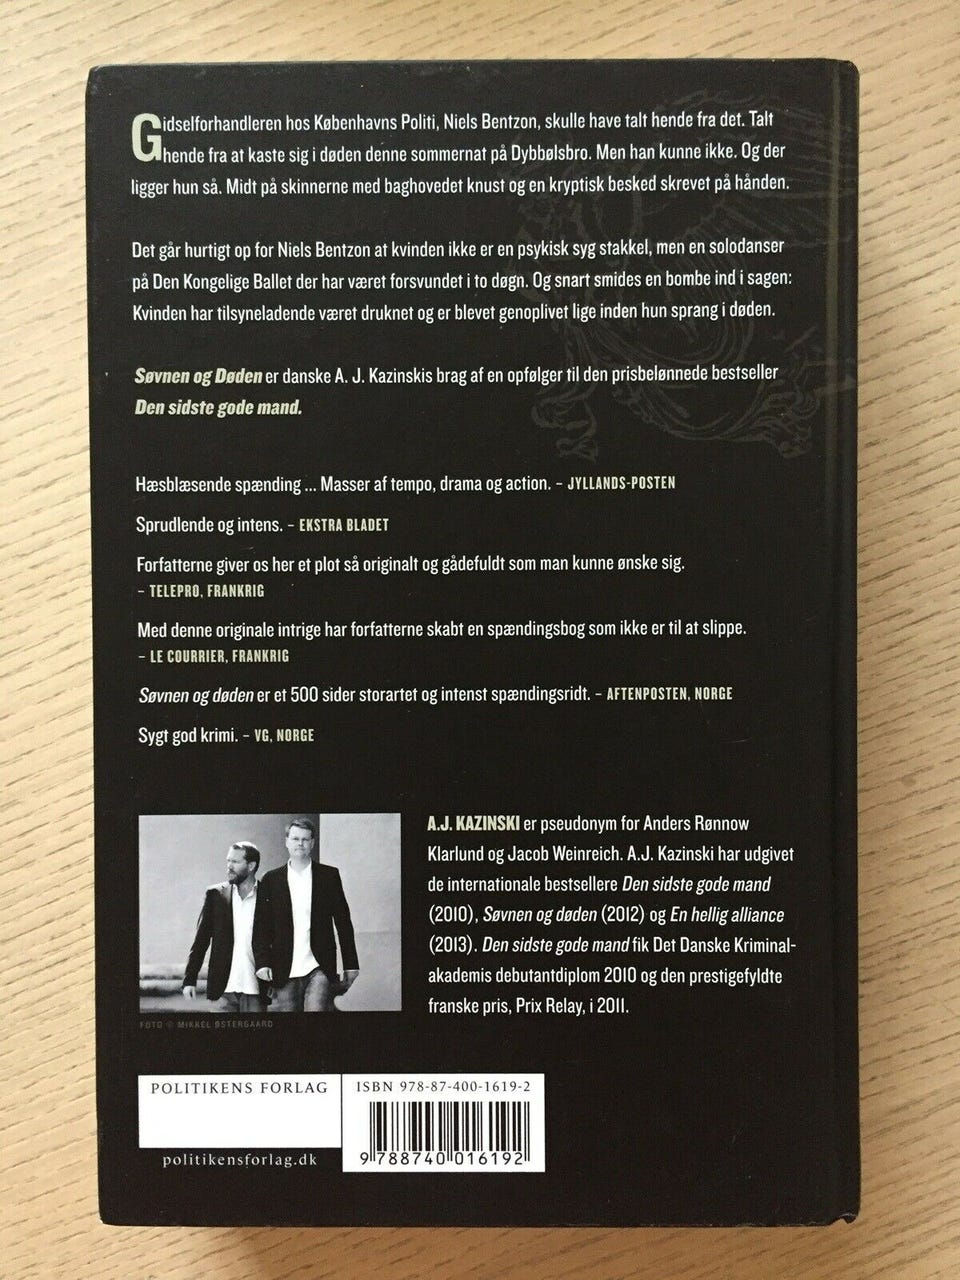 Gidselforhandleren hos Københavns Politi, Niels Bentzon, skulle have talt hende fra det. Talt
hende fra at kaste sig i døden denne sommernat på Dybbølsbro. Men han kunne ikke. Og der
ligger hun så. Midt på skinnerne med baghovedet knust og en kryptisk besked skrevet på hånden.
Det går hurtigt op for Niels Bentzon at kvinden ikke er en psykisk syg stakkel, men en solodanser
på Den Kongelige Ballet der har været forsvundet i to døgn. Og snart smides en bombe ind i sagen:
Kvinden har tilsyneladende været druknet og er blevet genoplivet lige inden hun sprang i døden.
Søvnen og Døden er danske A. J. Kazinskis brag af en opfølger til den prisbelønnede bestseller
Den sidste gode mand.
Hæsblæsende spænding ... Masser af tempo, drama og action. – JYLLANDS-POSTEN
Sprudlende og intens. – EKSTRA BLADET
Forfatterne giver os her et plot så originalt og gådefuldt som man kunne ønske sig.
– TELEPRO, FRANKRIG
Med denne originale intrige har forfatterne skabt en spændingsbog som ikke er til at slippe.
– LE COURRIER, FRANKRIG
Søvnen og døden er et 500 sider storartet og intenst spændingsridt. – AFTENPOSTEN, NORGE
Sygt god krimi. – VG, NORGE
A.J. KAZINSKI er pseudonym for Anders Rønnow
Klarlund og Jacob Weinreich. A.J. Kazinski har udgivet
de internationale bestsellere Den sidste gode mand
(2010), Søvnen og døden (2012) og En hellig alliance
(2013). Den sidste gode mand fik Det Danske Kriminal-
akademis debutantdiplom 2010 og den prestigefyldte
franske pris, Prix Relay, i 2011.
FOTO © MIKKEL ØSTERGAARD
POLITIKENS FORLAG
politikensforlag.dk
ISBN 978-87-400-1619-2
9 788740 016192